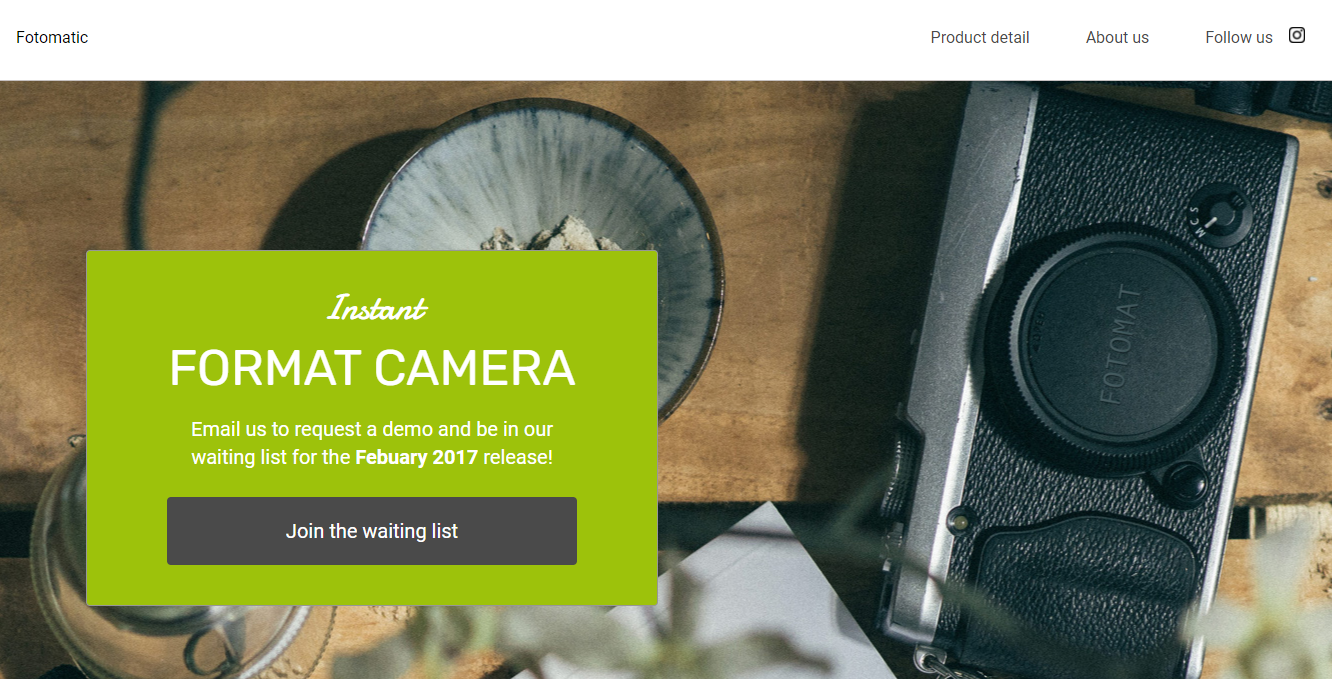 Fotomatic
Product detail
About us
Follow us
Instant
FORMAT CAMERA
Email us to request a demo and be in our
waiting list for the Febuary 2017 release!
Join the waiting list
M C S
FOTOMAT